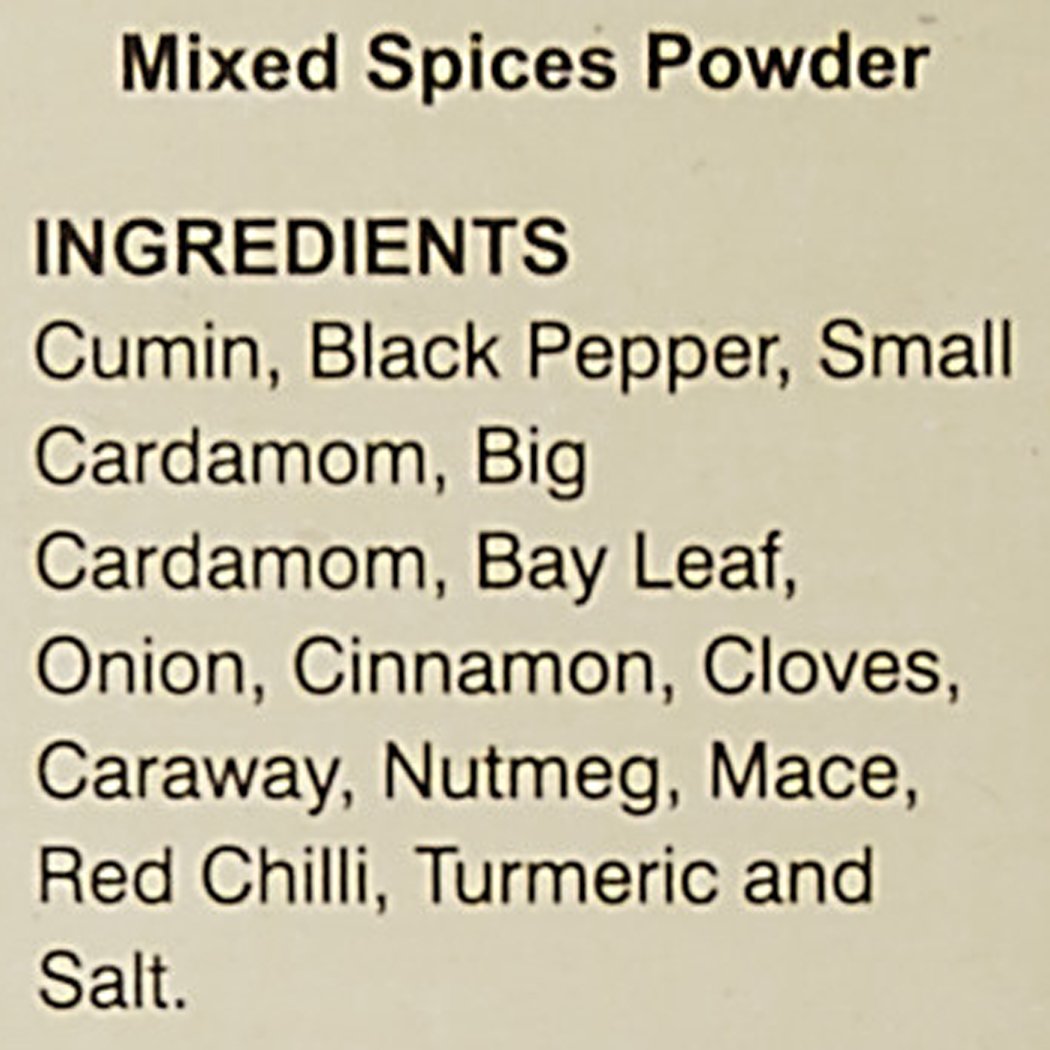 Mixed Spices Powder
INGREDIENTS
Cumin, Black Pepper, Small
Cardamom, Big
Cardamom, Bay Leaf,
Onion, Cinnamon, Cloves,
Caraway, Nutmeg, Mace,
Red Chilli, Turmeric and
Salt.